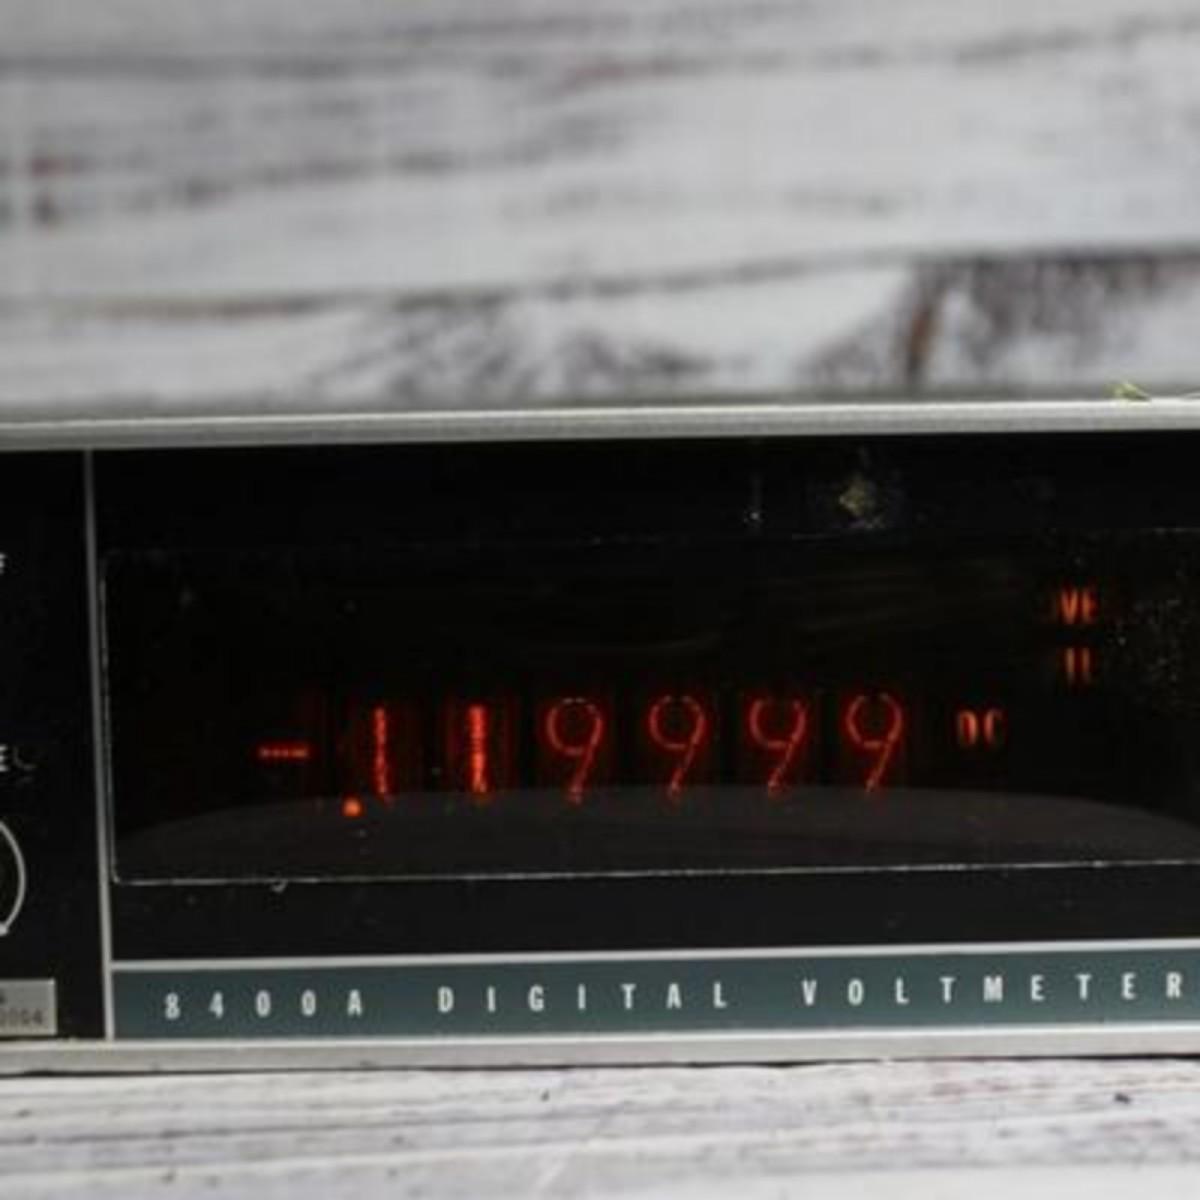 -.119999 DC
8400A DIGITAL VOLTMETER